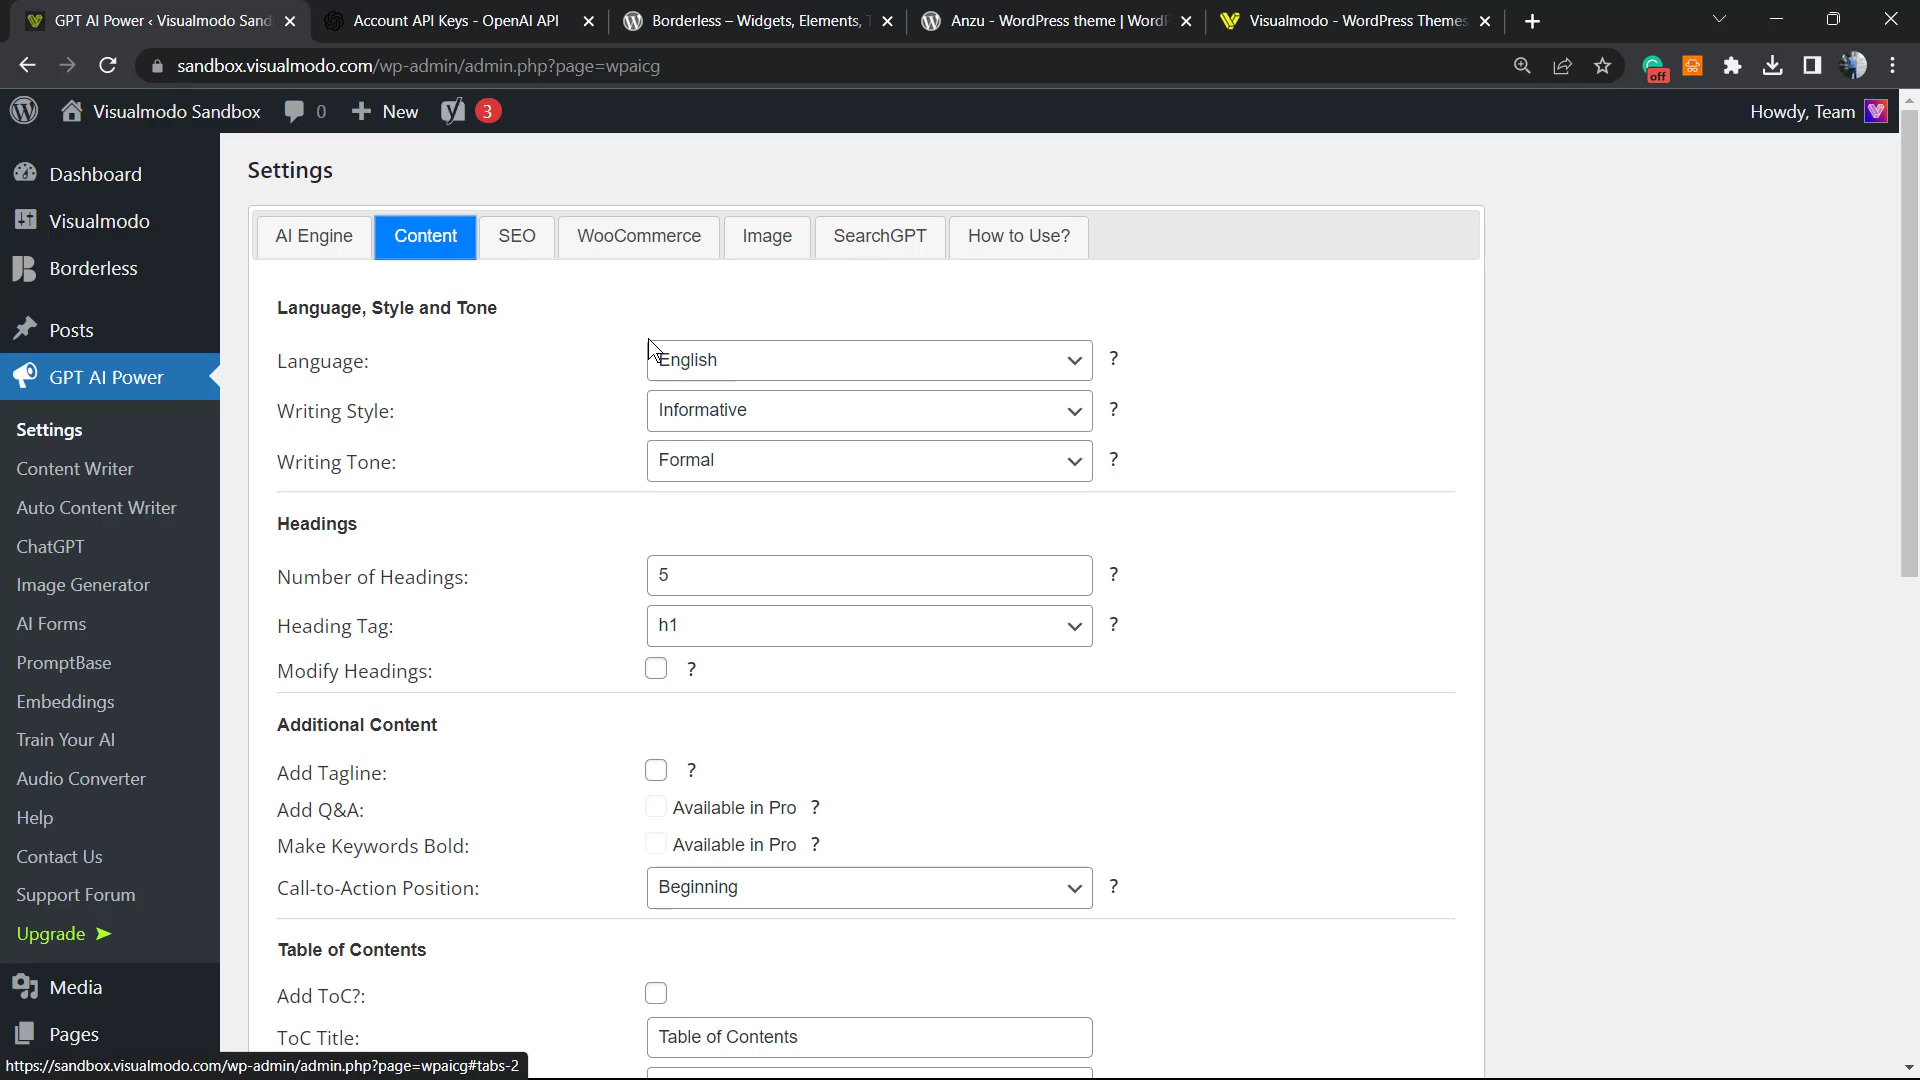 GPT AI Power ‹ Visualmodo Sand
Account API Keys - OpenAI API
Borderless – Widgets, Elements, T
Anzu - WordPress theme | WordP
Visualmodo - WordPress Themes
sandbox.visualmodo.com/wp-admin/admin.php?page=wpaicg
off
Visualmodo Sandbox
0
New
3
Howdy, Team
Dashboard
Visualmodo
Borderless
Posts
GPT AI Power
Settings
Content Writer
Auto Content Writer
ChatGPT
Image Generator
AI Forms
PromptBase
Embeddings
Train Your AI
Audio Converter
Help
Contact Us
Support Forum
Upgrade ➤
Media
Pages
Settings
AI Engine
Content
SEO
WooCommerce
Image
SearchGPT
How to Use?
Language, Style and Tone
Language: English ?
Writing Style: Informative ?
Writing Tone: Formal ?
Headings
Number of Headings: 5 ?
Heading Tag: h1 ?
Modify Headings: ?
Additional Content
Add Tagline: ?
Add Q&A: Available in Pro ?
Make Keywords Bold: Available in Pro ?
Call-to-Action Position: Beginning ?
Table of Contents
Add ToC?:
ToC Title: Table of Contents
https://sandbox.visualmodo.com/wp-admin/admin.php?page=wpaicg#tabs-2